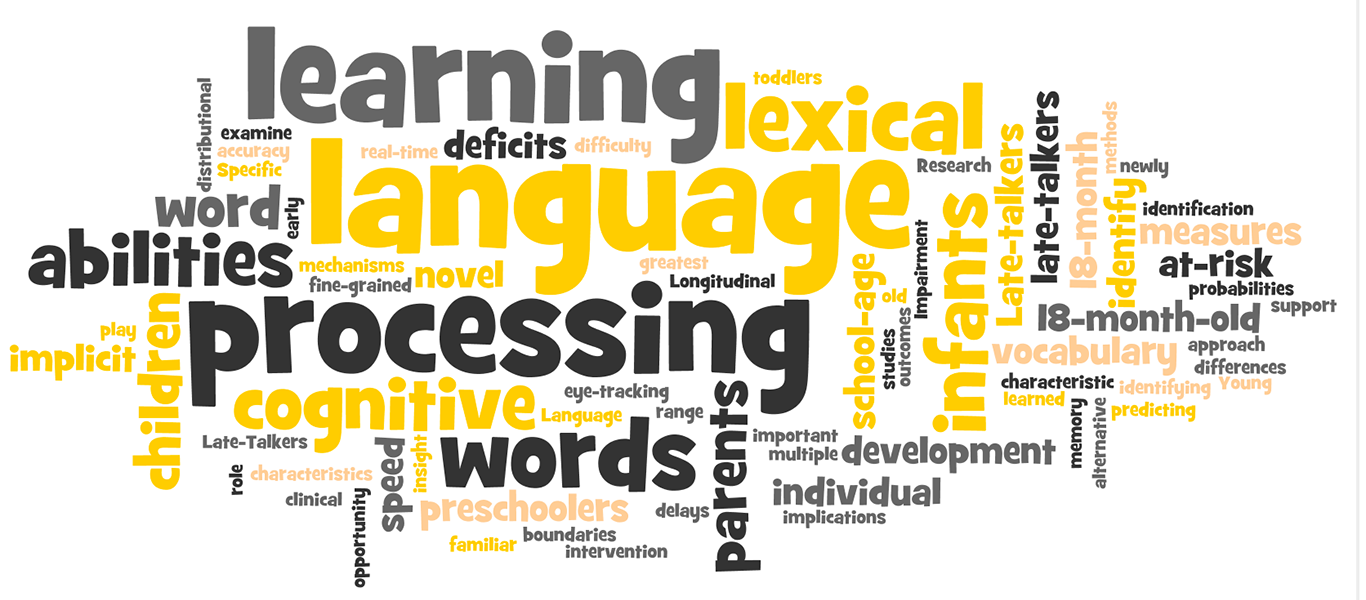 learning
toddlers
lexical
distributional
examine
accuracy
Specific
real-time
deficits
difficulty
Research
language
word
early
abilities
mechanisms
fine-grained
novel
greatest
Longitudinal
processing
play
implicit
children
cognitive
eye-tracking
Language
range
words
parents
Late-Talkers
role
characteristics
clinical
opportunity
speed
insight
preschoolers
delays
familiar
boundaries
intervention
school-age
old
studies
outcomes
Impairment
infants
Late-talkers
late-talkers
18-month
methods
newly
identify
identification
measures
at-risk
probabilities
support
18-month-old
vocabulary
approach
differences
characteristic
identifying
Young
learned
predicting
memory
alternative
important
multiple
development
individual
implications